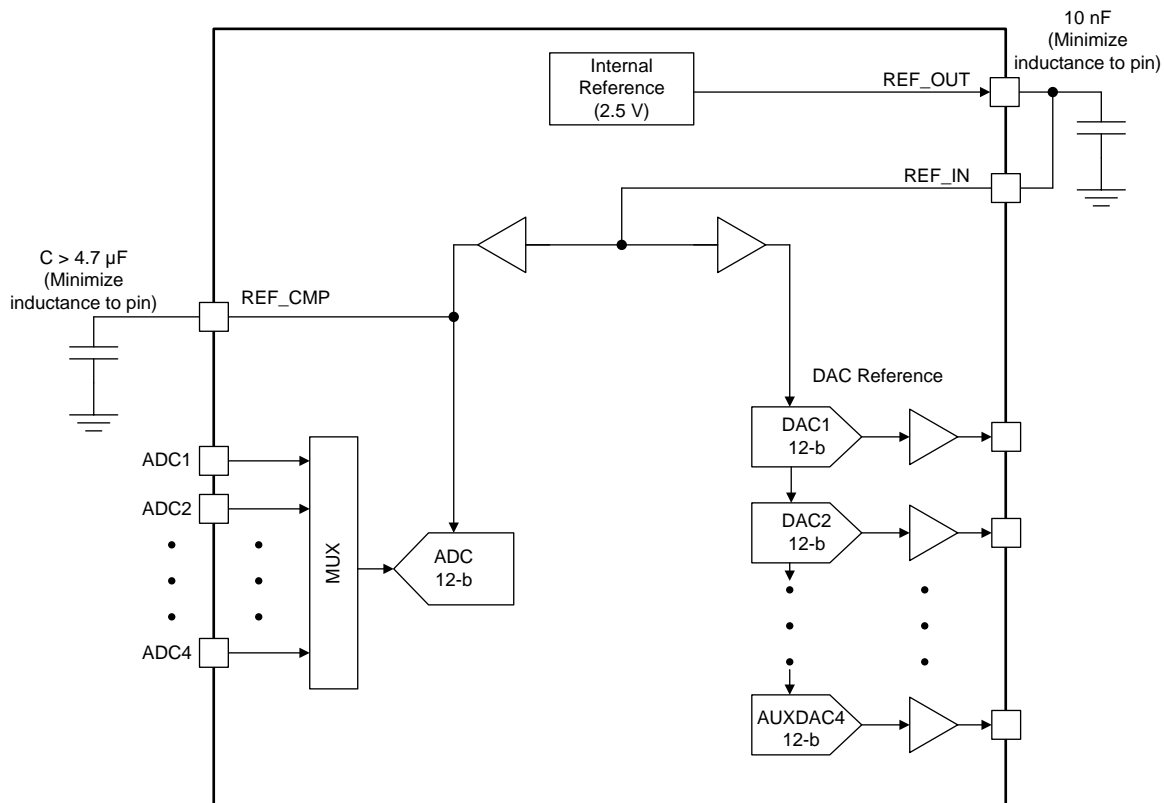 10 nF
(Minimize
inductance to pin)
Internal
Reference
(2.5 V)
REF_OUT
REF_IN
C > 4.7 µF
(Minimize
inductance to pin)
REF_CMP
DAC Reference
DAC1
12-b
ADC1
ADC2
DAC2
12-b
MUX
ADC
12-b
ADC4
AUXDAC4
12-b